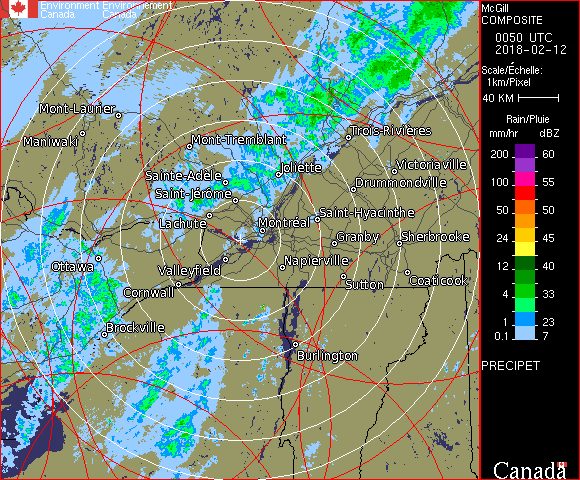 Environment Environnement
Canada Canada
McGill
COMPOSITE
0050 UTC
2018-02-12
Scale/Échelle:
1km/Pixel
40 KM
Rain/Pluie
mm/hr dBZ
200 60
100 55
50 50
24 45
12 40
4 33
1 23
0.1 7
PRECIPET
Canada
Mont-Laurier
Maniwaki
Mont-Tremblant
Trois-Rivières
Joliette
Victoriaville
Sainte-Adèle
Drummondville
Saint-Jérôme
Saint-Hyacinthe
Lachute
Montréal
Granby
Sherbrooke
Ottawa
Valleyfield
Napierville
Coaticook
Sutton
Cornwall
Brockville
Burlington